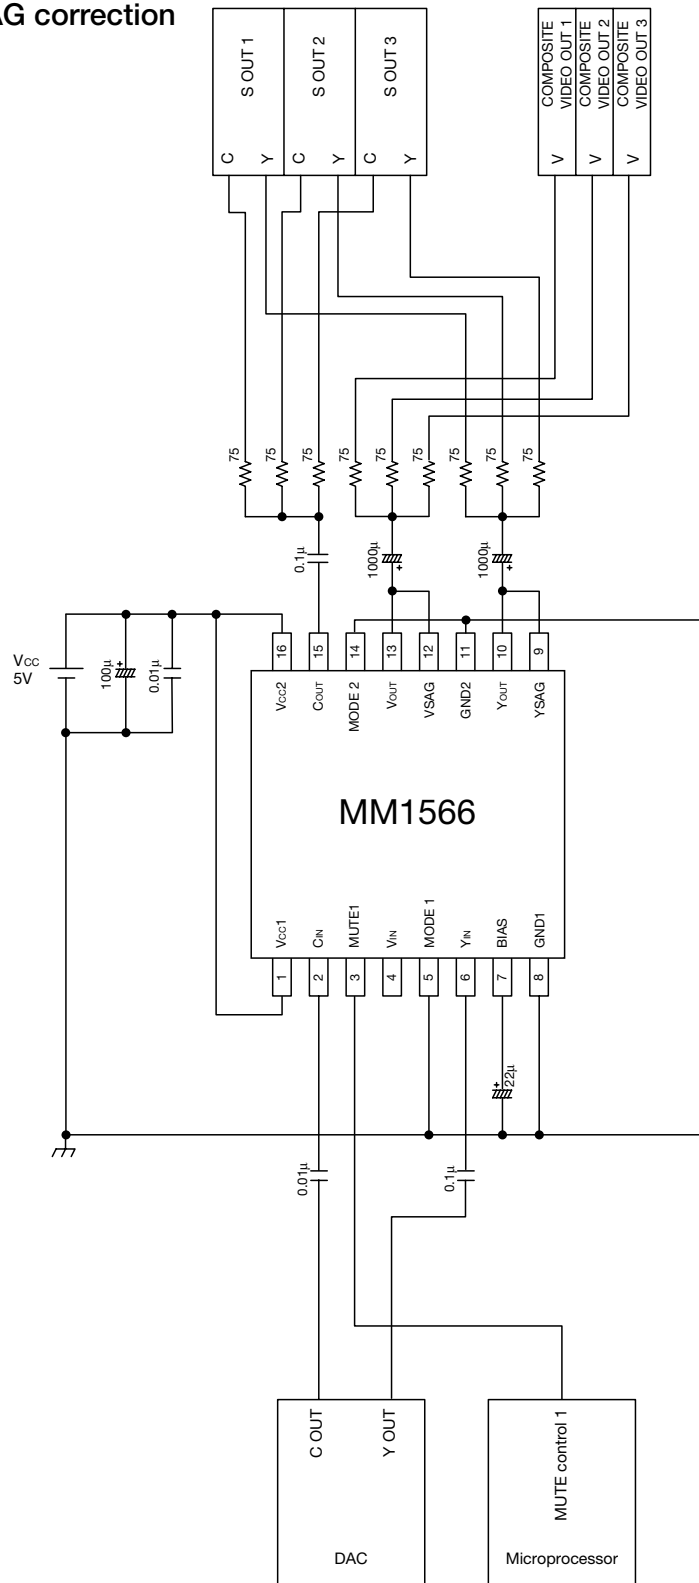 AG correction
S OUT 1
S OUT 2
S OUT 3
C
Y
C
Y
C
Y
COMPOSITE
VIDEO OUT 1
COMPOSITE
VIDEO OUT 2
COMPOSITE
VIDEO OUT 3
V
V
V
75
75
75
75
75
75
75
75
75
0.1µ
1000µ
+
1000µ
+
Vcc
5V
100µ
+
0.01µ
16
15
14
13
12
11
10
9
Vcc2
COUT
MODE 2
VOUT
VSAG
GND2
YOUT
YSAG
MM1566
Vcc1
CIN
MUTE1
VIN
MODE 1
YIN
BIAS
GND1
1
2
3
4
5
6
7
8
+
22µ
0.01µ
0.1µ
C OUT
Y OUT
DAC
MUTE control 1
Microprocessor